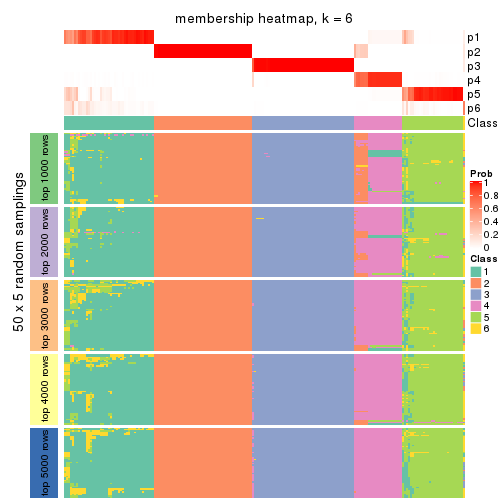 membership heatmap, k = 6
p1
p2
p3
p4
p5
p6
Class
50 x 5 random samplings
top 1000 rows
top 2000 rows
top 3000 rows
top 4000 rows
top 5000 rows
Prob
1
0.8
0.6
0.4
0.2
0
Class
1
2
3
4
5
6